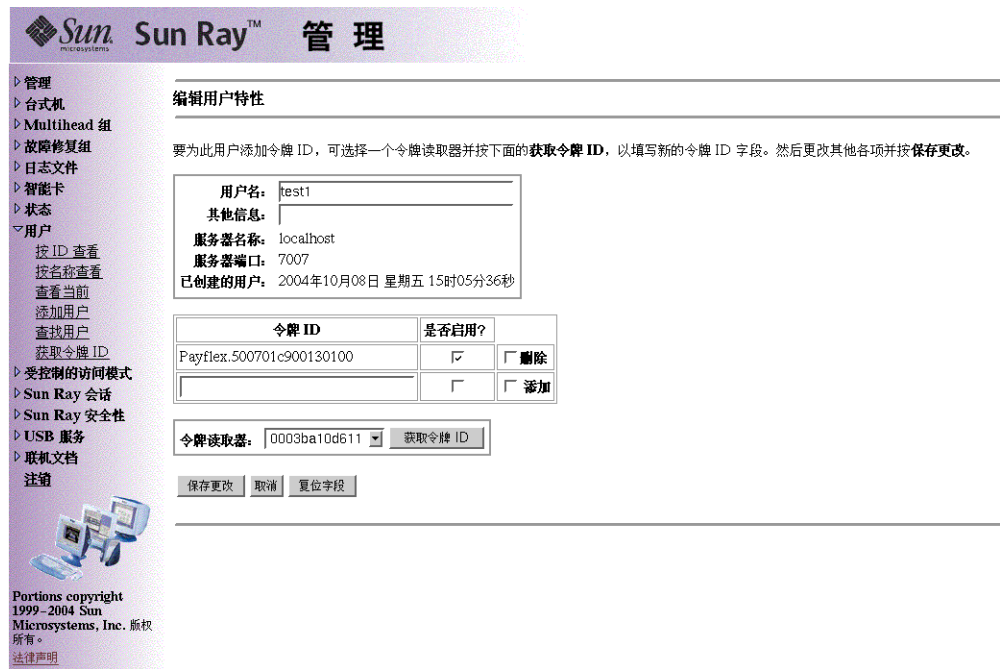 Sun microsystems Sun Ray™ 管 理
管理
台式机
Multihead 组
故障修复组
日志文件
智能卡
状态
用户
按 ID 查看
按名称查看
查看当前
添加用户
查找用户
获取令牌 ID
受控制的访问模式
Sun Ray 会话
Sun Ray 安全性
USB 服务
联机文档
注销
Portions copyright
1999-2004 Sun
Microsystems, Inc. 版权
所有。
法律声明
编辑用户特性
要为此用户添加令牌 ID，可选择一个令牌读取器并按下面的获取令牌 ID，以填写新的令牌 ID 字段。然后更改其他各项并按保存更改。
用户名： test1
其他信息：
服务器名称： localhost
服务器端口： 7007
已创建的用户： 2004年10月08日 星期五 15时05分36秒
令牌 ID 是否启用？
Payflex.500701c900130100 删除
添加
令牌读取器： 0003ba10d611 获取令牌 ID
保存更改 取消 复位字段